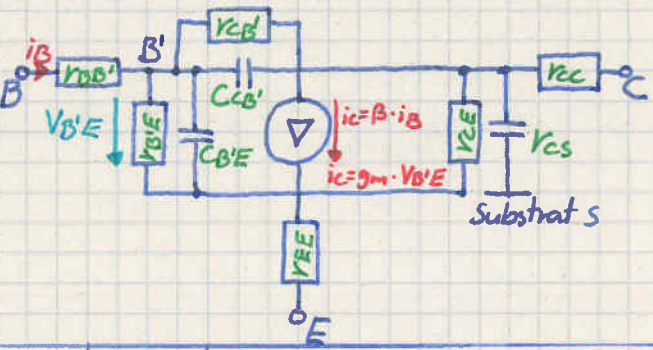 rCB'
iB
B'
rBB'
rCC
B
C
CCB'
VB'E
rB'E
CB'E
iC=β·iB
rCE
rCS
iC=gm·VB'E
Substrat S
rEE
E